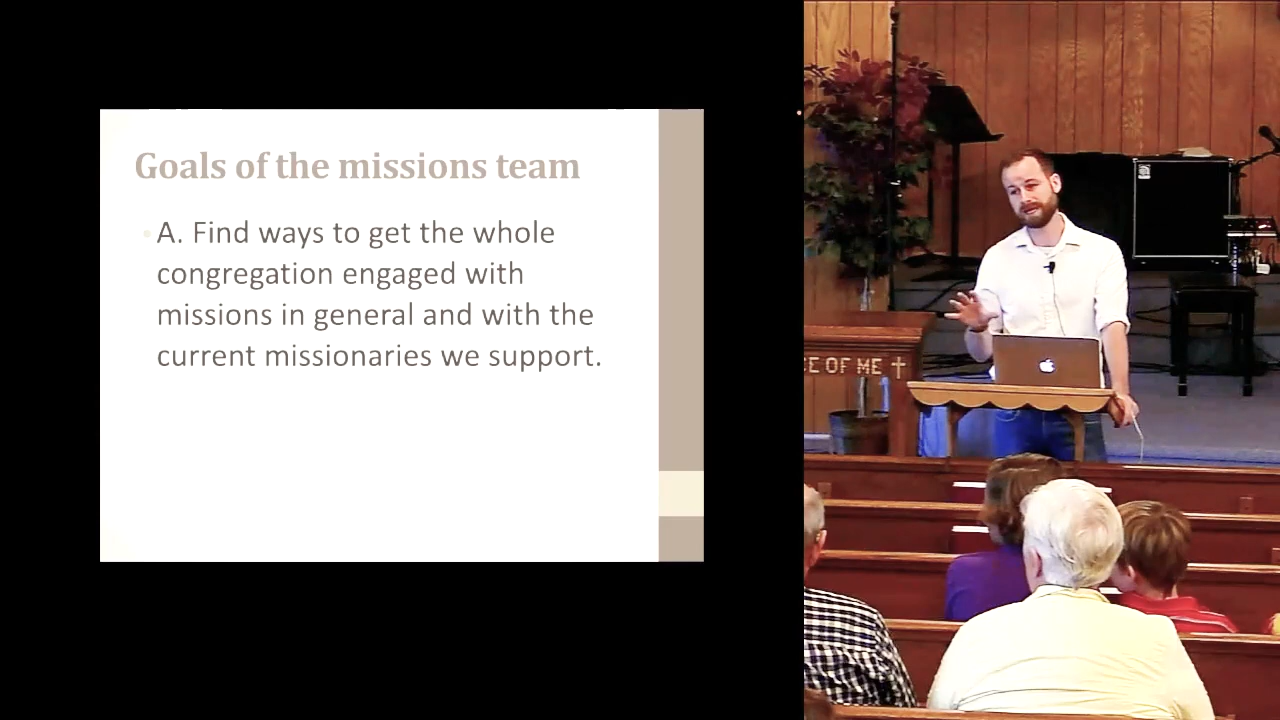 Goals of the missions team
A. Find ways to get the whole
congregation engaged with
missions in general and with the
current missionaries we support.
OF ME